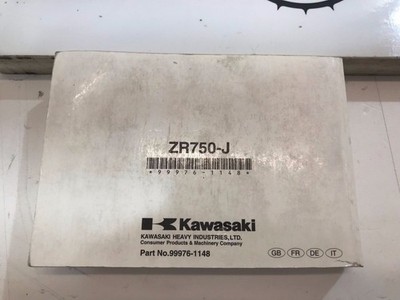 ZR750-J
*99976-1148*
Kawasaki
KAWASAKI HEAVY INDUSTRIES, LTD.
Consumer Products & Machinery Company
Part No.99976-1148
GB FR DE IT